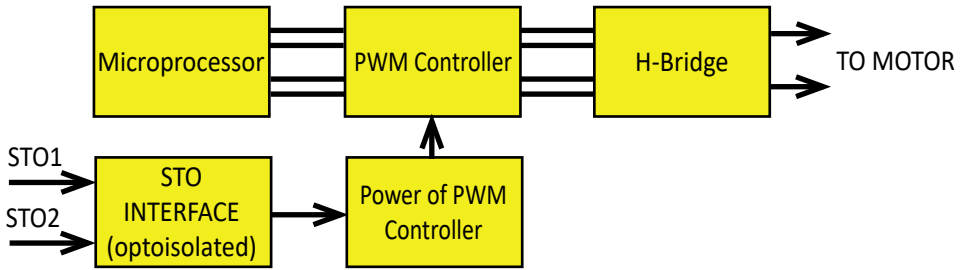 Microprocessor
PWM Controller
H-Bridge
TO MOTOR
STO1
STO2
STO
INTERFACE
(optoisolated)
Power of PWM
Controller